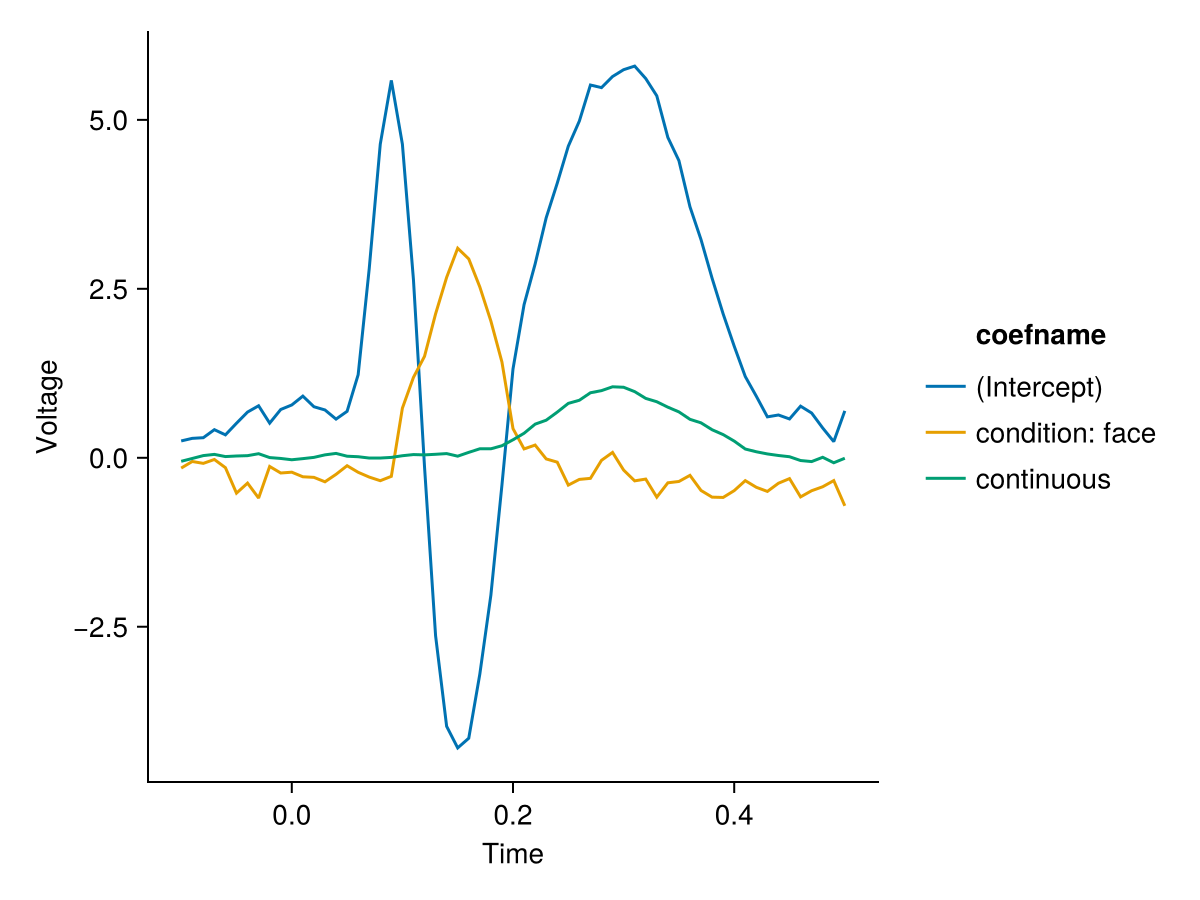 Voltage
5.0
2.5
0.0
−2.5
0.0
0.2
0.4
Time
coefname
(Intercept)
condition: face
continuous